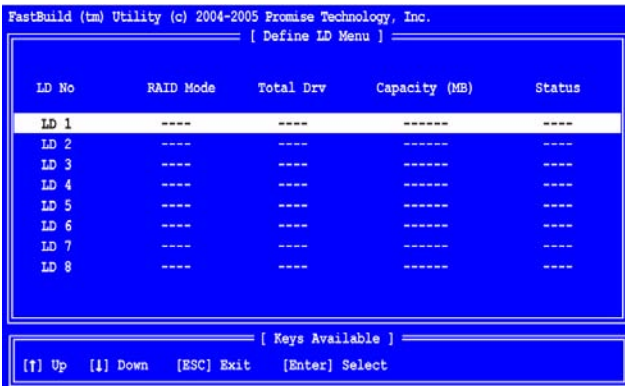 FastBuild (tm) Utility (c) 2004-2005 Promise Technology, Inc.
[ Define LD Menu ]
LD No RAID Mode Total Drv Capacity (MB) Status
LD 1 ---- ---- ------ ----
LD 2 ---- ---- ------ ----
LD 3 ---- ---- ------ ----
LD 4 ---- ---- ------ ----
LD 5 ---- ---- ------ ----
LD 6 ---- ---- ------ ----
LD 7 ---- ---- ------ ----
LD 8 ---- ---- ------ ----
[ Keys Available ]
[↑] Up [↓] Down [ESC] Exit [Enter] Select